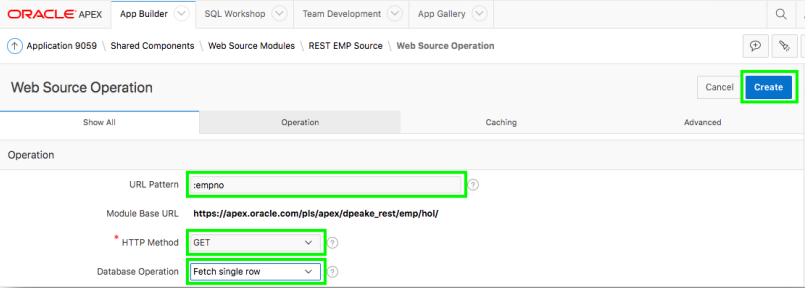 ORACLE APEX App Builder SQL Workshop Team Development App Gallery
Application 9059 \ Shared Components \ Web Source Modules \ REST EMP Source \ Web Source Operation
Web Source Operation Cancel Create
Show All Operation Caching Advanced
Operation
URL Pattern :empno ?
Module Base URL https://apex.oracle.com/pls/apex/dpeake_rest/emp/hol/
* HTTP Method GET ?
Database Operation Fetch single row ?